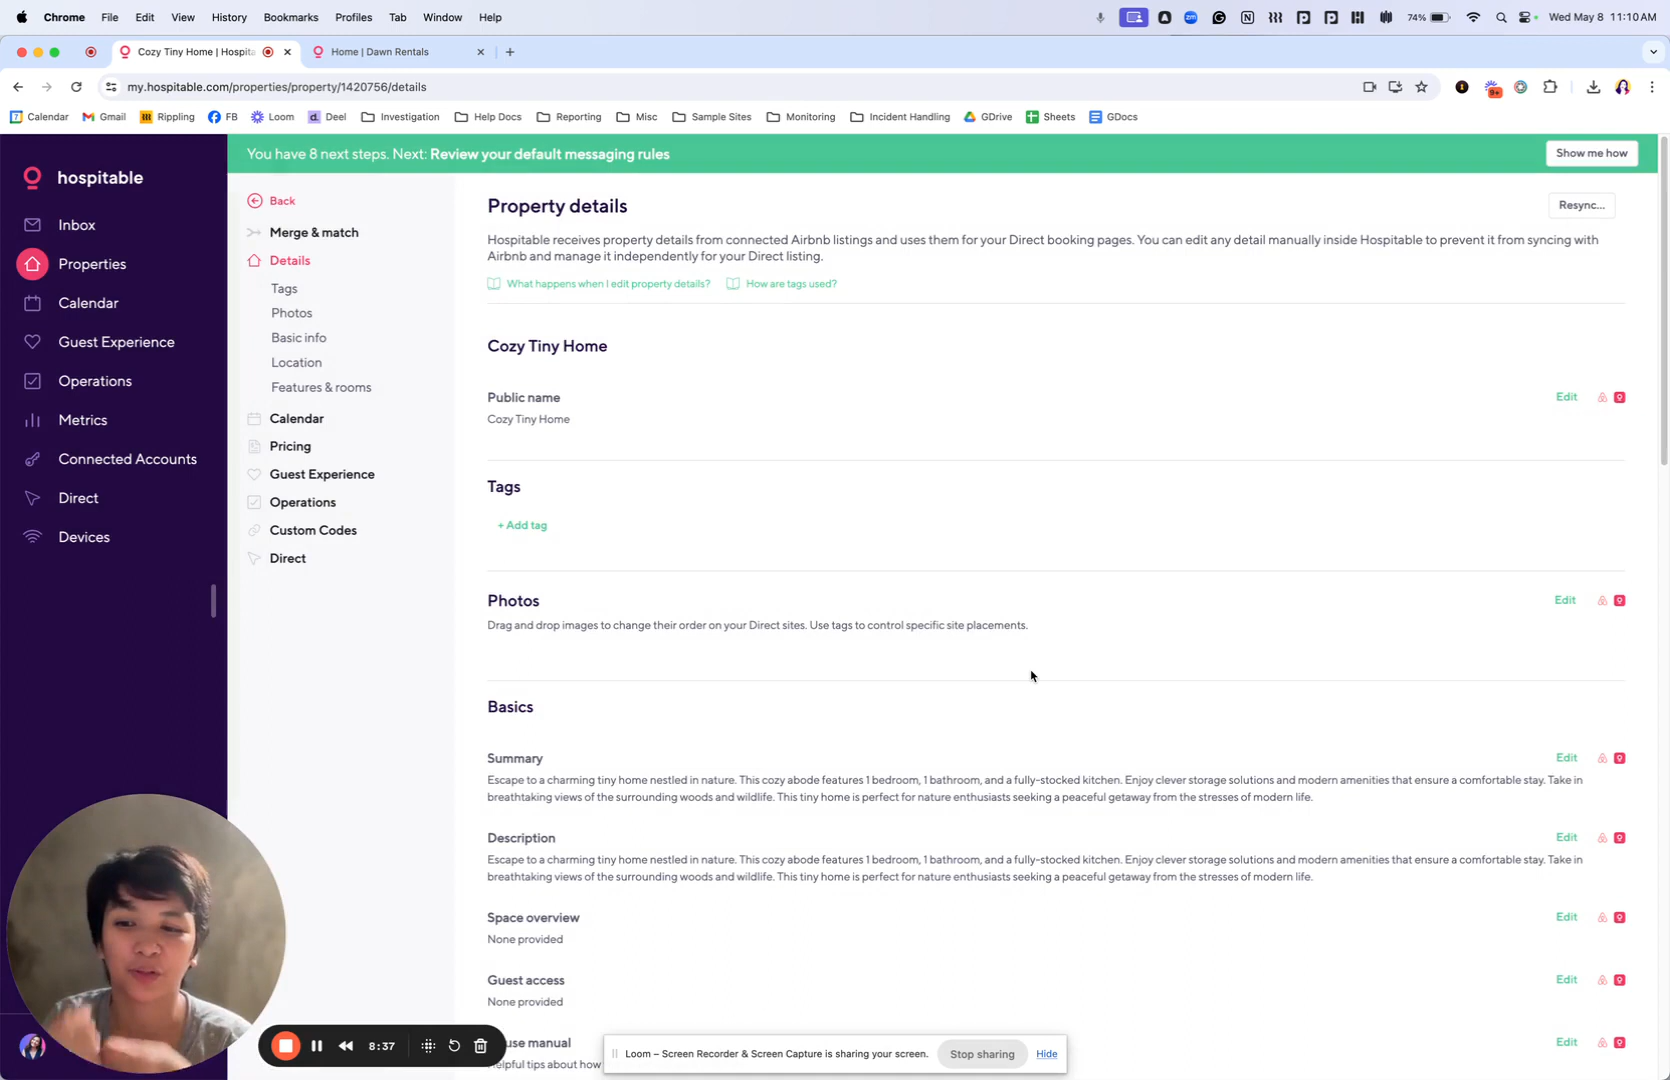 Chrome File Edit View History Bookmarks Profiles Tab Window Help
74% Wed May 8 11:10 AM
Cozy Tiny Home | Hospita
Home | Dawn Rentals
my.hospitable.com/properties/property/1420756/details
9+
Calendar Gmail Rippling FB Loom Deel Investigation Help Docs Reporting Misc Sample Sites Monitoring Incident Handling GDrive Sheets GDocs
hospitable
Inbox
Properties
Calendar
Guest Experience
Operations
Metrics
Connected Accounts
Direct
Devices
You have 8 next steps. Next: Review your default messaging rules
Show me how
Back
Merge & match
Details
Tags
Photos
Basic info
Location
Features & rooms
Calendar
Pricing
Guest Experience
Operations
Custom Codes
Direct
Property details
Resync...
Hospitable receives property details from connected Airbnb listings and uses them for your Direct booking pages. You can edit any detail manually inside Hospitable to prevent it from syncing with
Airbnb and manage it independently for your Direct listing.
What happens when I edit property details? How are tags used?
Cozy Tiny Home
Public name
Edit
Cozy Tiny Home
Tags
+ Add tag
Photos
Edit
Drag and drop images to change their order on your Direct sites. Use tags to control specific site placements.
Basics
Summary
Edit
Escape to a charming tiny home nestled in nature. This cozy abode features 1 bedroom, 1 bathroom, and a fully-stocked kitchen. Enjoy clever storage solutions and modern amenities that ensure a comfortable stay. Take in
breathtaking views of the surrounding woods and wildlife. This tiny home is perfect for nature enthusiasts seeking a peaceful getaway from the stresses of modern life.
Description
Edit
Escape to a charming tiny home nestled in nature. This cozy abode features 1 bedroom, 1 bathroom, and a fully-stocked kitchen. Enjoy clever storage solutions and modern amenities that ensure a comfortable stay. Take in
breathtaking views of the surrounding woods and wildlife. This tiny home is perfect for nature enthusiasts seeking a peaceful getaway from the stresses of modern life.
Space overview
Edit
None provided
Guest access
Edit
None provided
use manual
Edit
elpful tips about how
8:37
Loom – Screen Recorder & Screen Capture is sharing your screen.
Stop sharing
Hide